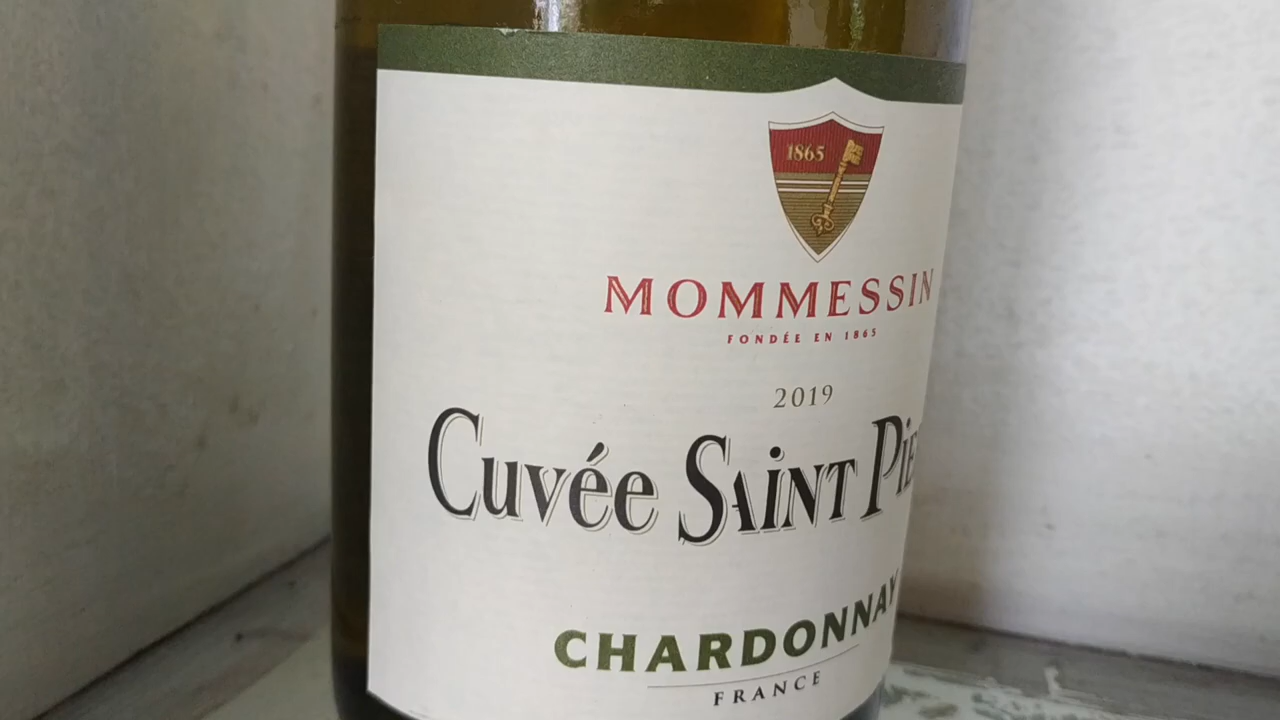 1865
MOMMESSIN
FONDÉE EN 1865
2019
Cuvée SAINT
CHARDONNAY
FRANCE